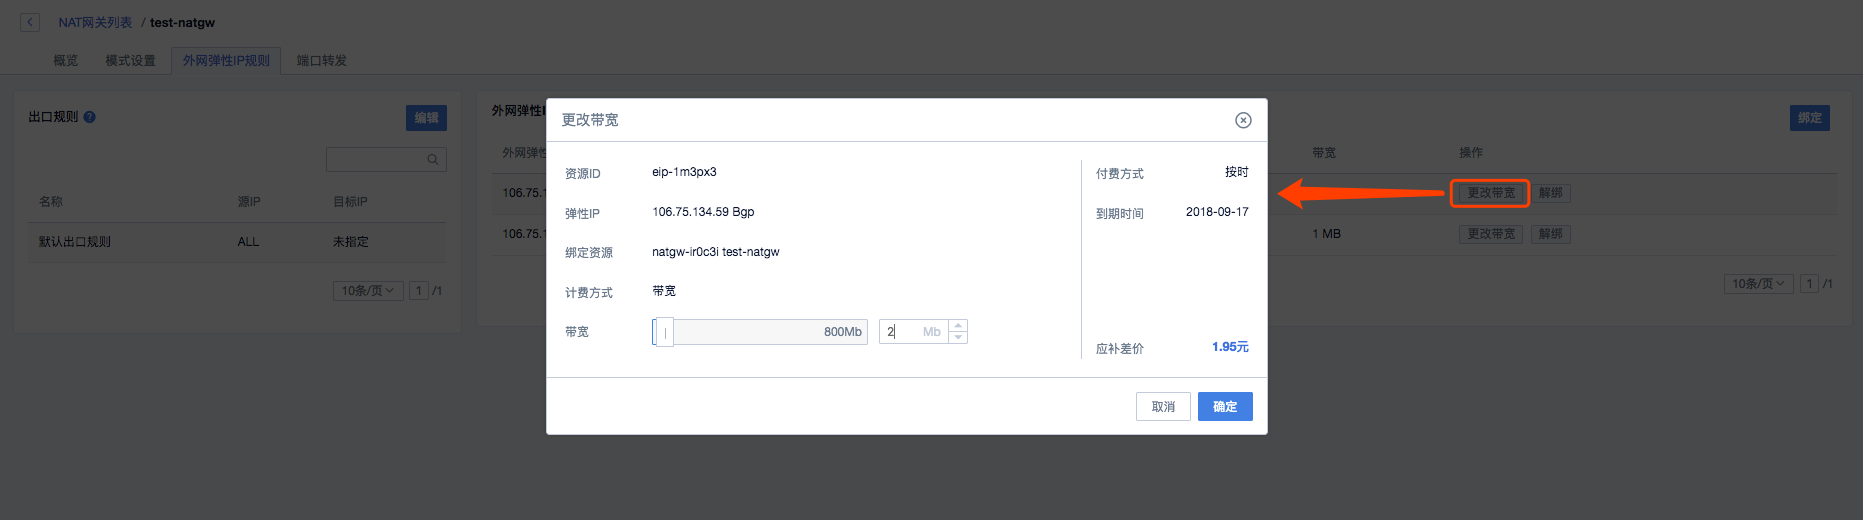 NAT网关列表 / test-natgw
概览 模式设置 外网弹性IP规则 端口转发
出口规则 ? 编辑
名称 源IP 目标IP
默认出口规则 ALL 未指定
10条/页 1 /1
外网弹性 绑定
外网弹性 带宽 操作
106.75. 更改带宽 解绑
106.75. 1 MB 更改带宽 解绑
10条/页 1 /1
更改带宽
资源ID eip-1m3px3
弹性IP 106.75.134.59 Bgp
绑定资源 natgw-ir0c3i test-natgw
计费方式 带宽
带宽 800Mb 2 Mb
付费方式 按时
到期时间 2018-09-17
应补差价 1.95元
取消 确定